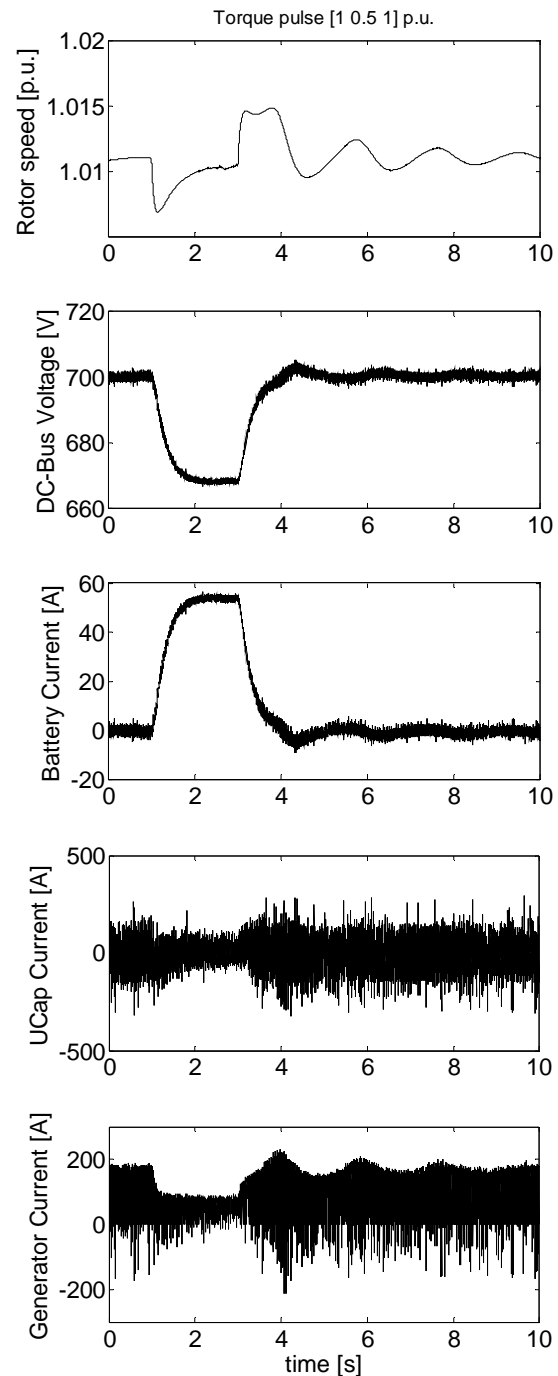 Torque pulse [1 0.5 1] p.u.
Rotor speed [p.u.]
1.02
1.015
1.01
0 2 4 6 8 10
DC-Bus Voltage [V]
720
700
680
660
0 2 4 6 8 10
Battery Current [A]
60
40
20
0
-20
0 2 4 6 8 10
UCap Current [A]
500
0
-500
0 2 4 6 8 10
Generator Current [A]
200
0
-200
0 2 4 6 8 10
time [s]